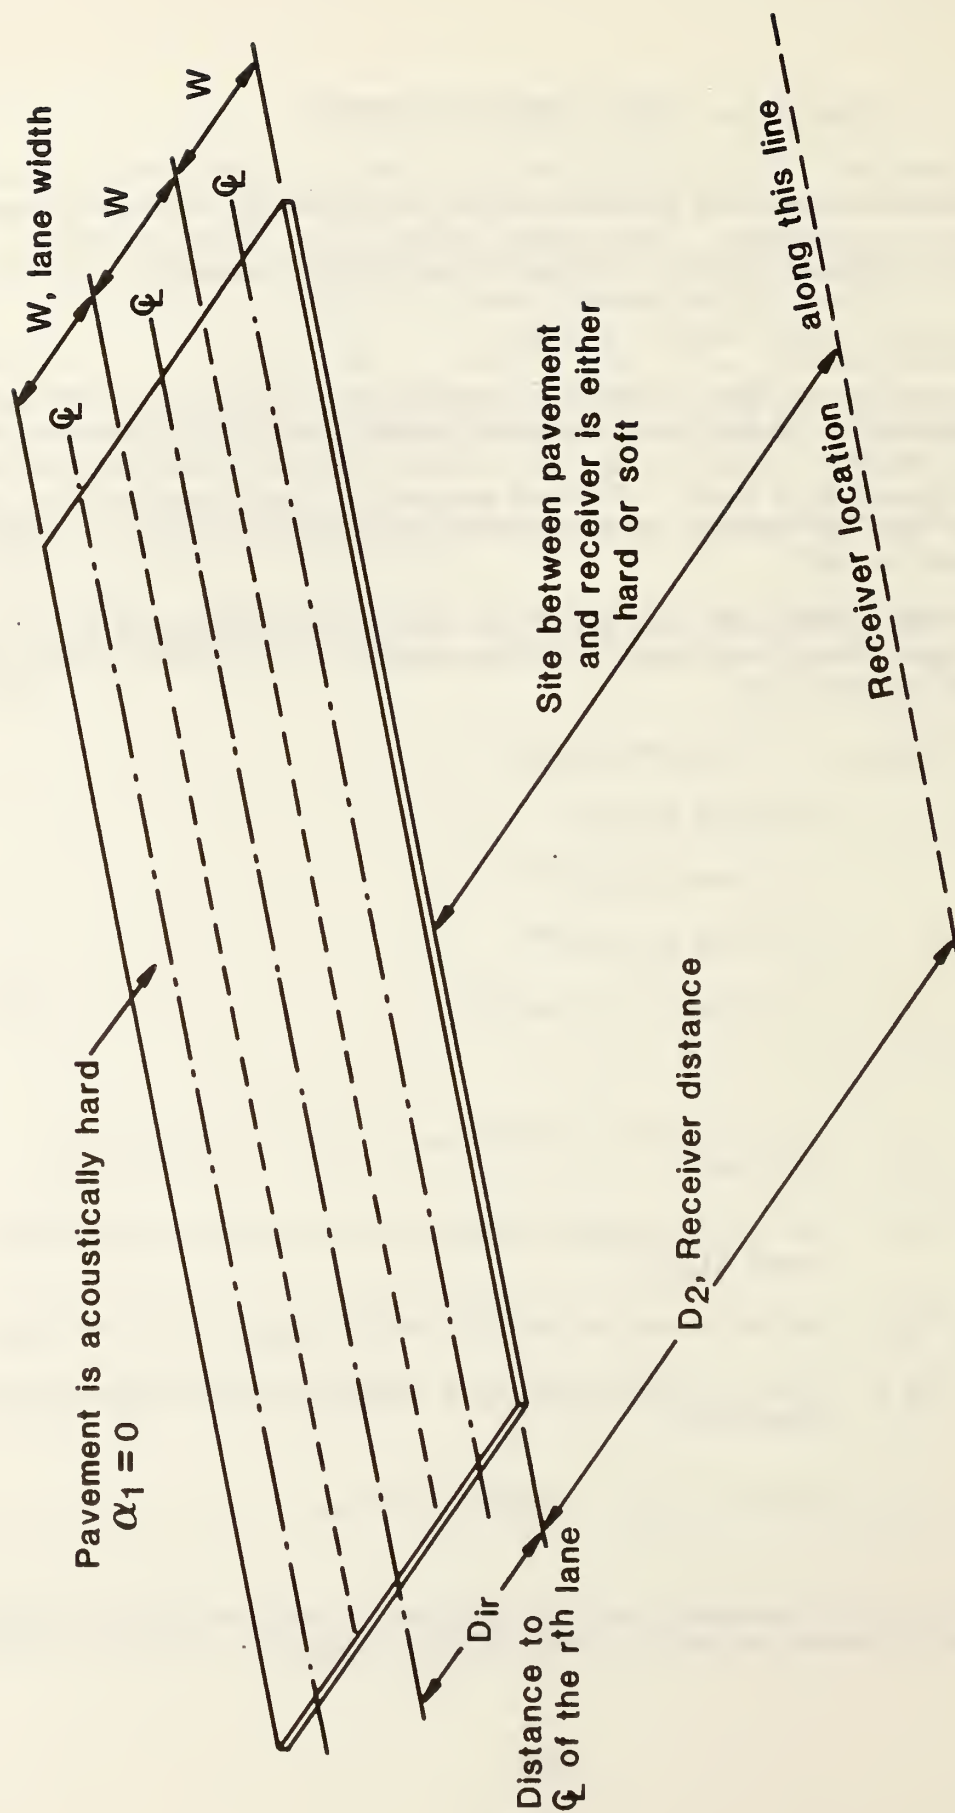 Pavement is acoustically hard
α₁ = 0
W, lane width
W
W
℄
℄
℄
Site between pavement
and receiver is either
hard or soft
Dir
Distance to
℄ of the rth lane
D2, Receiver distance
Receiver location
along this line